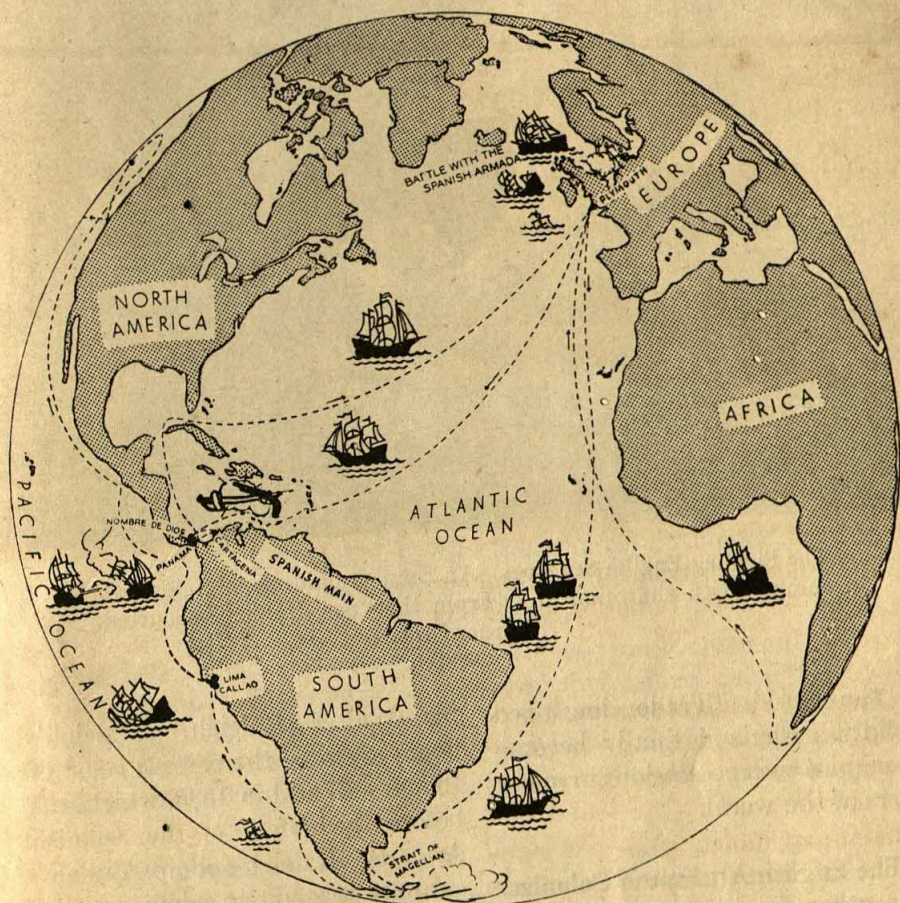 BATTLE WITH THE
SPANISH ARMADA
PLYMOUTH
EUROPE
NORTH
AMERICA
AFRICA
ATLANTIC
OCEAN
PACIFIC OCEAN
NOMBRE DE DIOS
PANAMA
CARTAGENA
SPANISH MAIN
LIMA
CALLAO
SOUTH
AMERICA
STRAIT OF
MAGELLAN